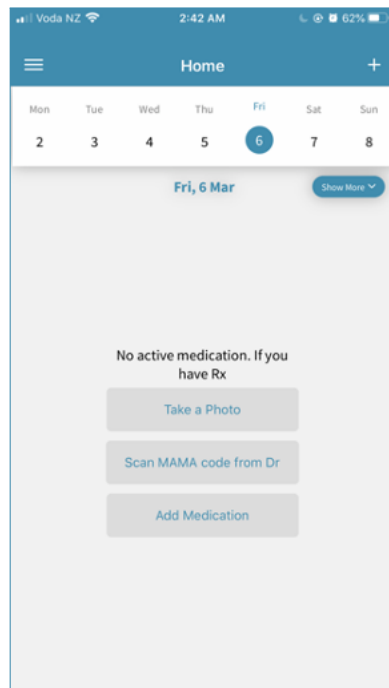 Voda NZ 2:42 AM 62%
Home +
Mon Tue Wed Thu Fri Sat Sun
2 3 4 5 6 7 8
Fri, 6 Mar Show More
No active medication. If you
have Rx
Take a Photo
Scan MAMA code from Dr
Add Medication